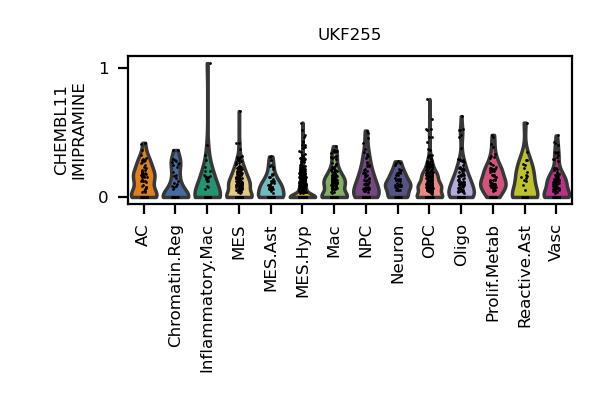 UKF255
CHEMBL11
IMIPRAMINE
1
0
AC
Chromatin.Reg
Inflammatory.Mac
MES
MES.Ast
MES.Hyp
Mac
NPC
Neuron
OPC
Oligo
Prolif.Metab
Reactive.Ast
Vasc